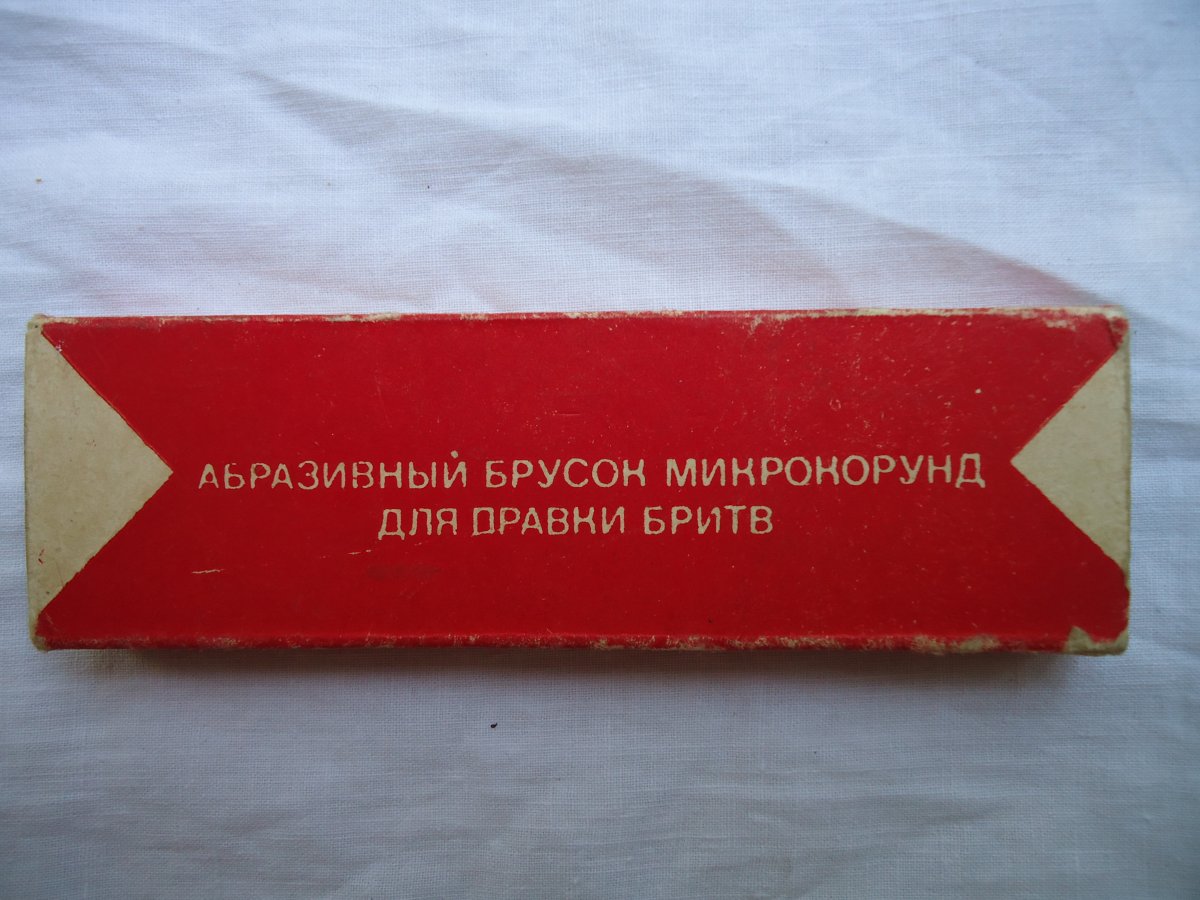 АБРАЗИВНЫЙ БРУСОК МИКРОКОРУНД
ДЛЯ ПРАВКИ БРИТВ